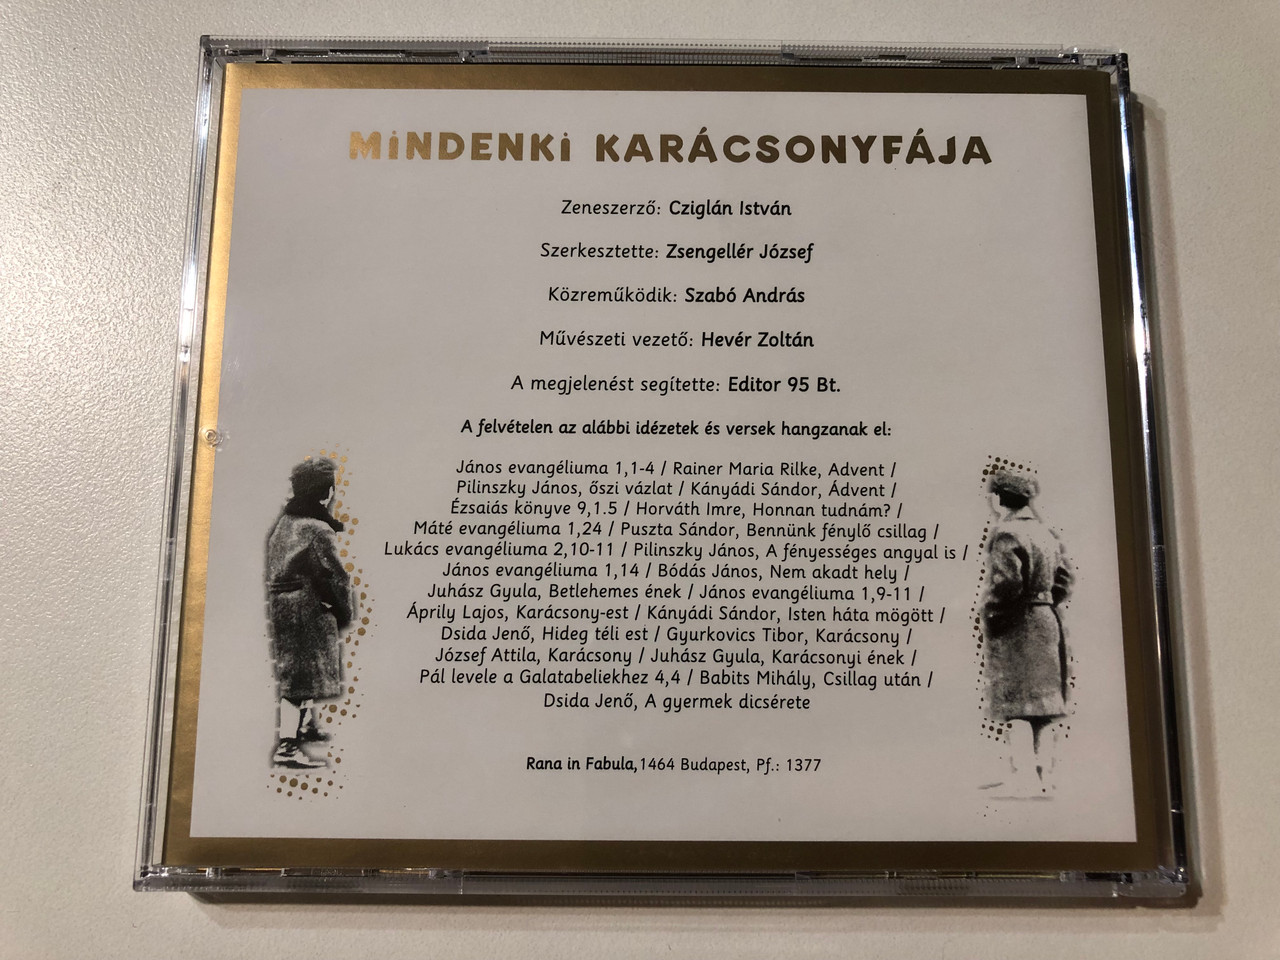 MINDENKI KARÁCSONYFÁJA
Zeneszerző: Cziglán István
Szerkesztette: Zsengellér József
Közreműködik: Szabó András
Művészeti vezető: Hevér Zoltán
A megjelenést segítette: Editor 95 Bt.
A felvételen az alábbi idézetek és versek hangzanak el:
János evangéliuma 1,1-4 / Rainer Maria Rilke, Advent /
Pilinszky János, őszi vázlat / Kányádi Sándor, Ádvent /
Ézsaiás könyve 9,1.5 / Horváth Imre, Honnan tudnám? /
Máté evangéliuma 1,24 / Puszta Sándor, Bennünk fénylő csillag /
Lukács evangéliuma 2,10-11 / Pilinszky János, A fényességes angyal is /
János evangéliuma 1,14 / Bódás János, Nem akadt hely /
Juhász Gyula, Betlehemes ének / János evangéliuma 1,9-11 /
Áprily Lajos, Karácsony-est / Kányádi Sándor, Isten háta mögött /
Dsida Jenő, Hideg téli est / Gyurkovics Tibor, Karácsony /
József Attila, Karácsony / Juhász Gyula, Karácsonyi ének /
Pál levele a Galatabeliekhez 4,4 / Babits Mihály, Csillag után /
Dsida Jenő, A gyermek dicsérete
Rana in Fabula, 1464 Budapest, Pf.: 1377